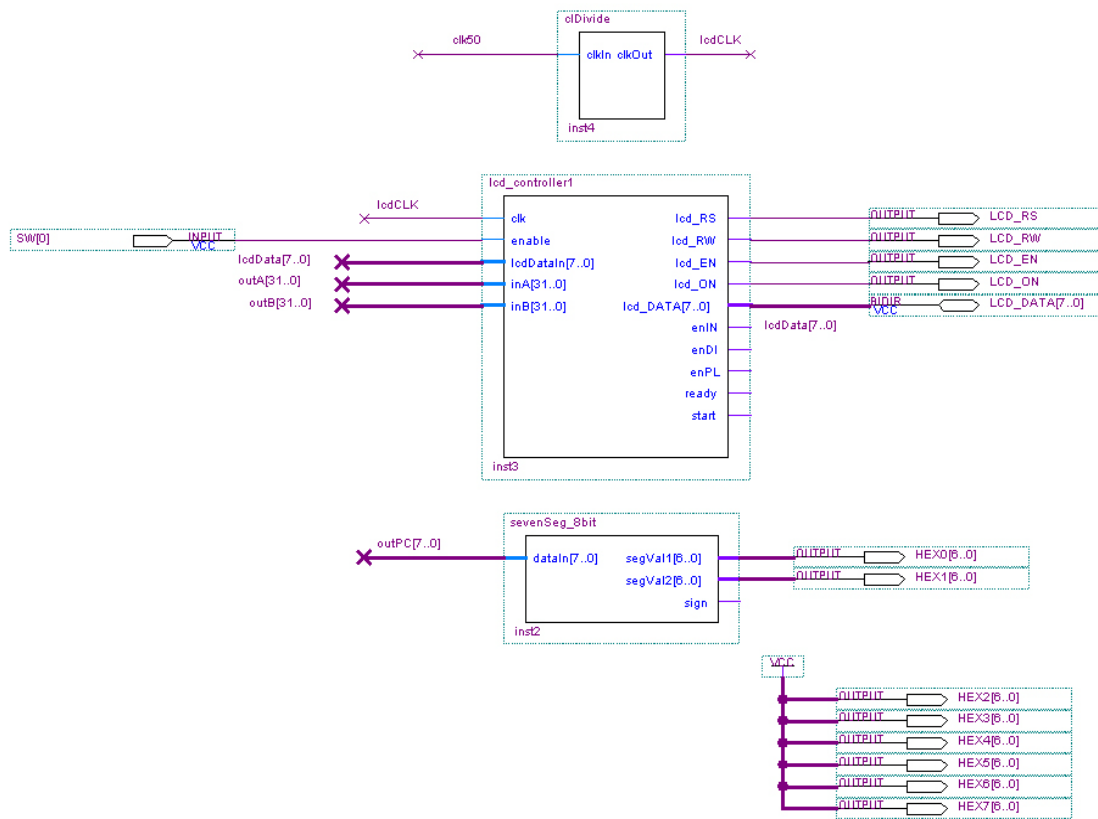 clDivide
clk50
clkIn clkOut
lcdCLK
inst4
lcd_controller1
lcdCLK
clk
lcd_RS
OUTPUT
LCD_RS
SW[0]
INPUT
VCC
enable
lcd_RW
OUTPUT
LCD_RW
lcdData[7..0]
lcdDataIn[7..0]
lcd_EN
OUTPUT
LCD_EN
outA[31..0]
inA[31..0]
lcd_ON
OUTPUT
LCD_ON
outB[31..0]
inB[31..0]
lcd_DATA[7..0]
BIDIR
VCC
LCD_DATA[7..0]
enIN
lcdData[7..0]
enDI
enPL
ready
start
inst3
sevenSeg_8bit
outPC[7..0]
dataIn[7..0]
segVal1[6..0]
OUTPUT
HEX0[6..0]
segVal2[6..0]
OUTPUT
HEX1[6..0]
sign
inst2
VCC
OUTPUT
HEX2[6..0]
OUTPUT
HEX3[6..0]
OUTPUT
HEX4[6..0]
OUTPUT
HEX5[6..0]
OUTPUT
HEX6[6..0]
OUTPUT
HEX7[6..0]